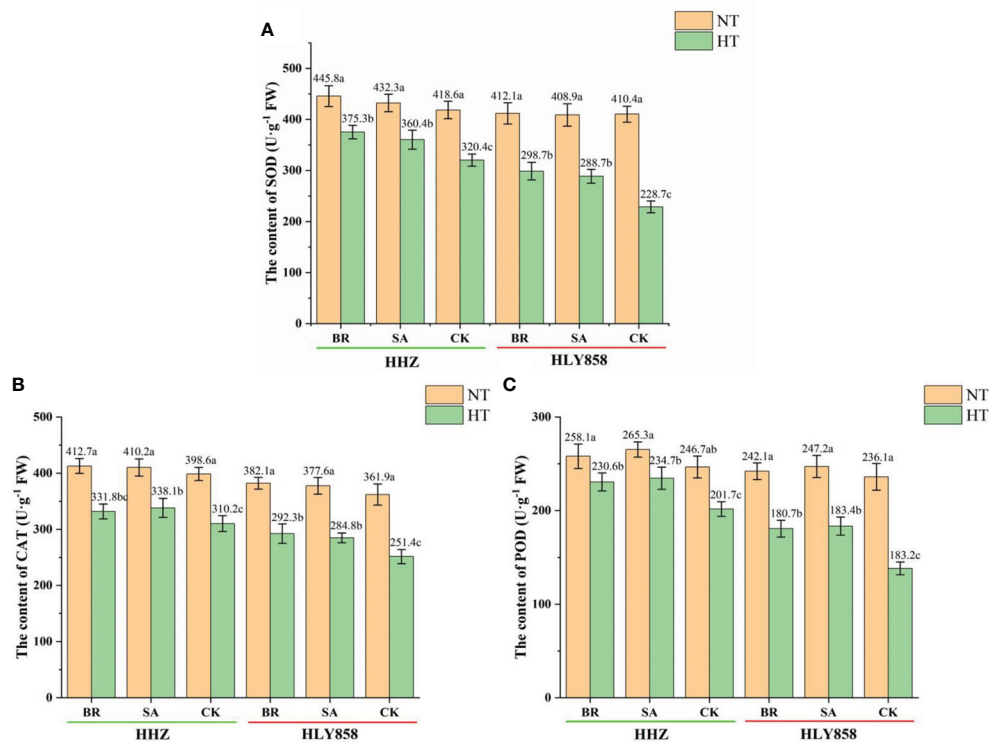 A
NT
HT
The content of SOD (U·g⁻¹ FW)
500
400
300
200
100
0
445.8a
375.3b
432.3a
360.4b
418.6a
320.4c
412.1a
298.7b
408.9a
288.7b
410.4a
228.7c
BR SA CK BR SA CK
HHZ HLY858
B
NT
HT
The content of CAT (U·g⁻¹ FW)
500
400
300
200
100
0
412.7a
331.8bc
410.2a
338.1b
398.6a
310.2c
382.1a
292.3b
377.6a
284.8b
361.9a
251.4c
BR SA CK BR SA CK
HHZ HLY858
C
NT
HT
The content of POD (U·g⁻¹ FW)
300
200
100
0
258.1a
230.6b
265.3a
234.7b
246.7ab
201.7c
242.1a
180.7b
247.2a
183.4b
236.1a
183.2c
BR SA CK BR SA CK
HHZ HLY858